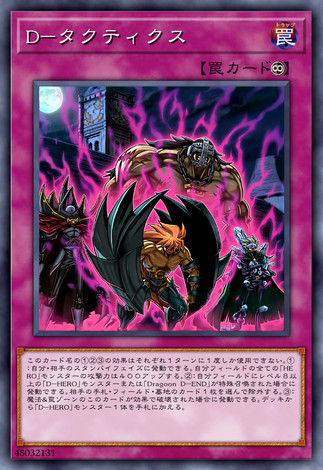 D－タクティクス
罠
トラップ
【罠カード】
このカード名の①②③の効果はそれぞれ１ターンに１度しか使用できない。①
：自分・相手のスタンバイフェイズに発動できる。自分フィールドの全ての「HE
RO」モンスターの攻撃力は４００アップする。②：自分フィールドにレベル８以
上の「D－HERO」モンスターまたは「Dragoon D－END」が特殊召喚された場合に
発動できる。相手の手札・フィールド・墓地のカード１枚を選んで除外する。③：
魔法＆罠ゾーンのこのカードが効果で破壊された場合に発動できる。デッキか
ら「D－HERO」モンスター１体を手札に加える。
48032131